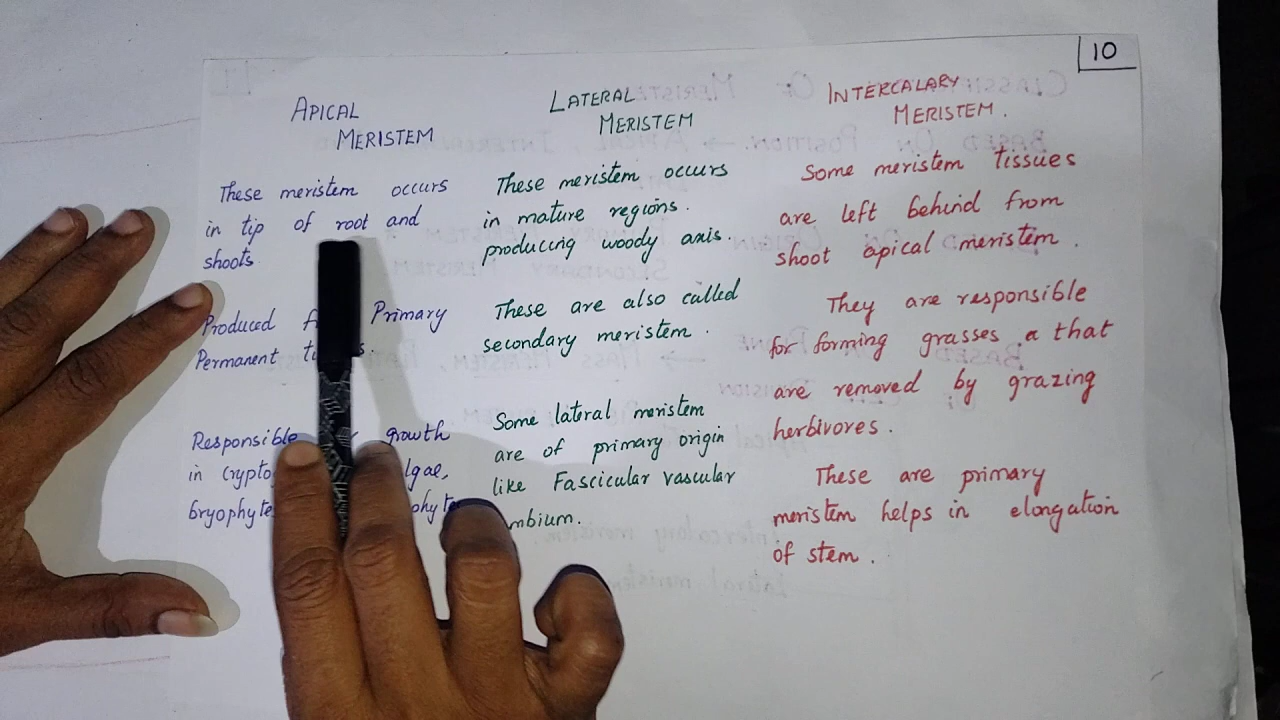 10
APICAL
MERISTEM
These meristem occurs
in tip of root and
shoots
Produced Primary
Permanent
Responsible growth
in
LATERAL
MERISTEM
These meristem occurs
in mature regions.
producing woody axis.
These are also called
secondary meristem.
Some lateral meristem
are of primary origin
like Fascicular vascular
INTERCALARY
MERISTEM.
Some meristem tissues
are left behind from
shoot apical meristem.
They are responsible
for forming grasses a that
are removed by grazing
herbivores.
These are primary
meristem helps in elongation
of stem.